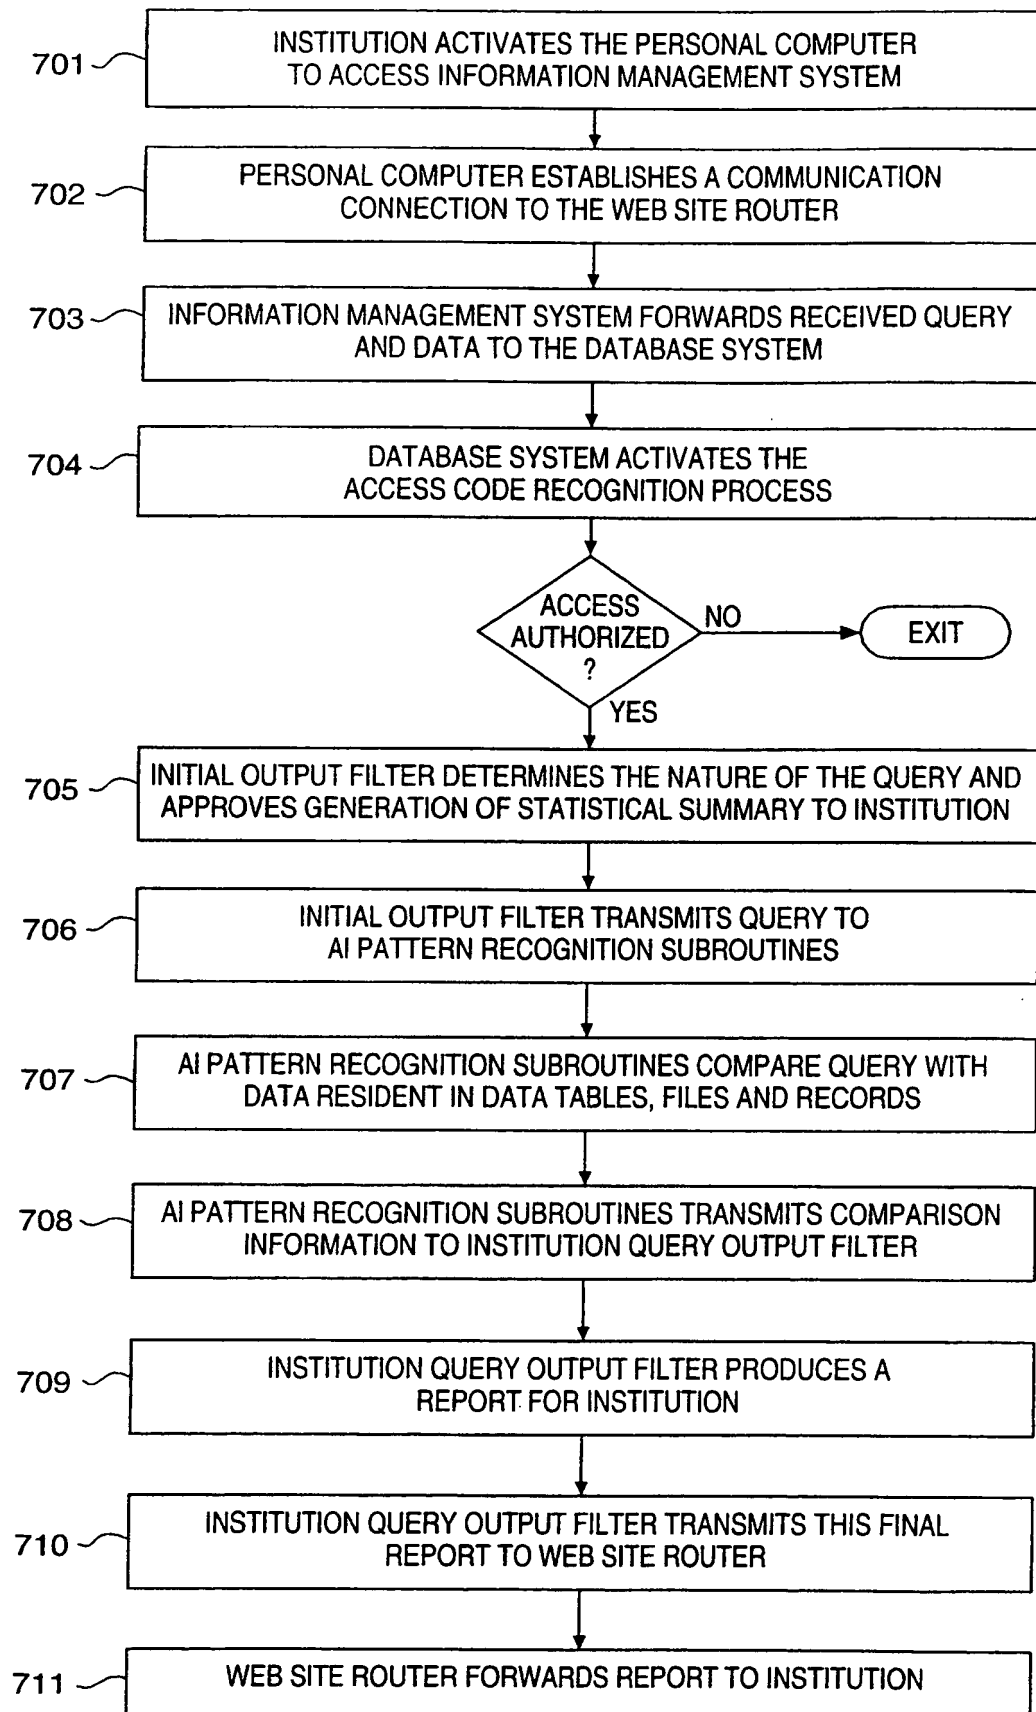 701
INSTITUTION ACTIVATES THE PERSONAL COMPUTER
TO ACCESS INFORMATION MANAGEMENT SYSTEM
702
PERSONAL COMPUTER ESTABLISHES A COMMUNICATION
CONNECTION TO THE WEB SITE ROUTER
703
INFORMATION MANAGEMENT SYSTEM FORWARDS RECEIVED QUERY
AND DATA TO THE DATABASE SYSTEM
704
DATABASE SYSTEM ACTIVATES THE
ACCESS CODE RECOGNITION PROCESS
ACCESS
AUTHORIZED
?
NO
EXIT
YES
705
INITIAL OUTPUT FILTER DETERMINES THE NATURE OF THE QUERY AND
APPROVES GENERATION OF STATISTICAL SUMMARY TO INSTITUTION
706
INITIAL OUTPUT FILTER TRANSMITS QUERY TO
AI PATTERN RECOGNITION SUBROUTINES
707
AI PATTERN RECOGNITION SUBROUTINES COMPARE QUERY WITH
DATA RESIDENT IN DATA TABLES, FILES AND RECORDS
708
AI PATTERN RECOGNITION SUBROUTINES TRANSMITS COMPARISON
INFORMATION TO INSTITUTION QUERY OUTPUT FILTER
709
INSTITUTION QUERY OUTPUT FILTER PRODUCES A
REPORT FOR INSTITUTION
710
INSTITUTION QUERY OUTPUT FILTER TRANSMITS THIS FINAL
REPORT TO WEB SITE ROUTER
711
WEB SITE ROUTER FORWARDS REPORT TO INSTITUTION